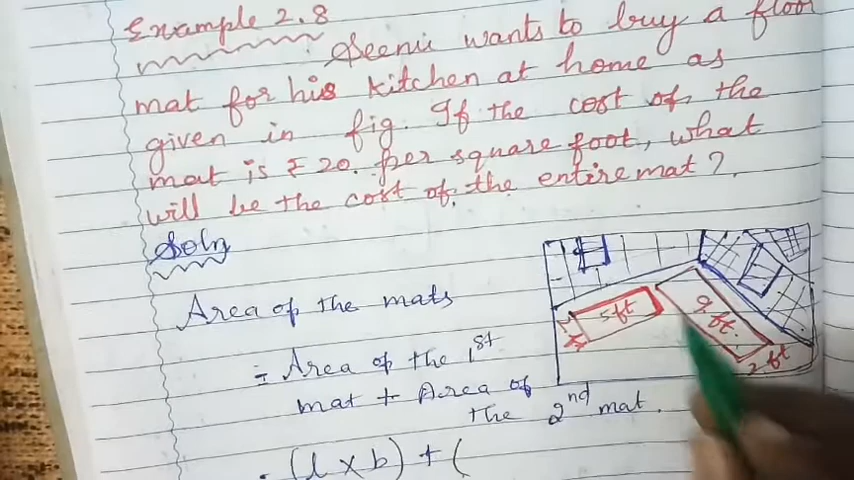 Example 2.8
Seenu wants to buy a floor
mat for his kitchen at home as
given in fig. If the cost of the
mat is ₹ 20. per square foot, what
will be the cost of the entire mat?
Soln
Area of the mats
= Area of the 1st
mat + Area of
the 2nd mat.
= (l × b) + (
5ft
9 ft.
2 ft